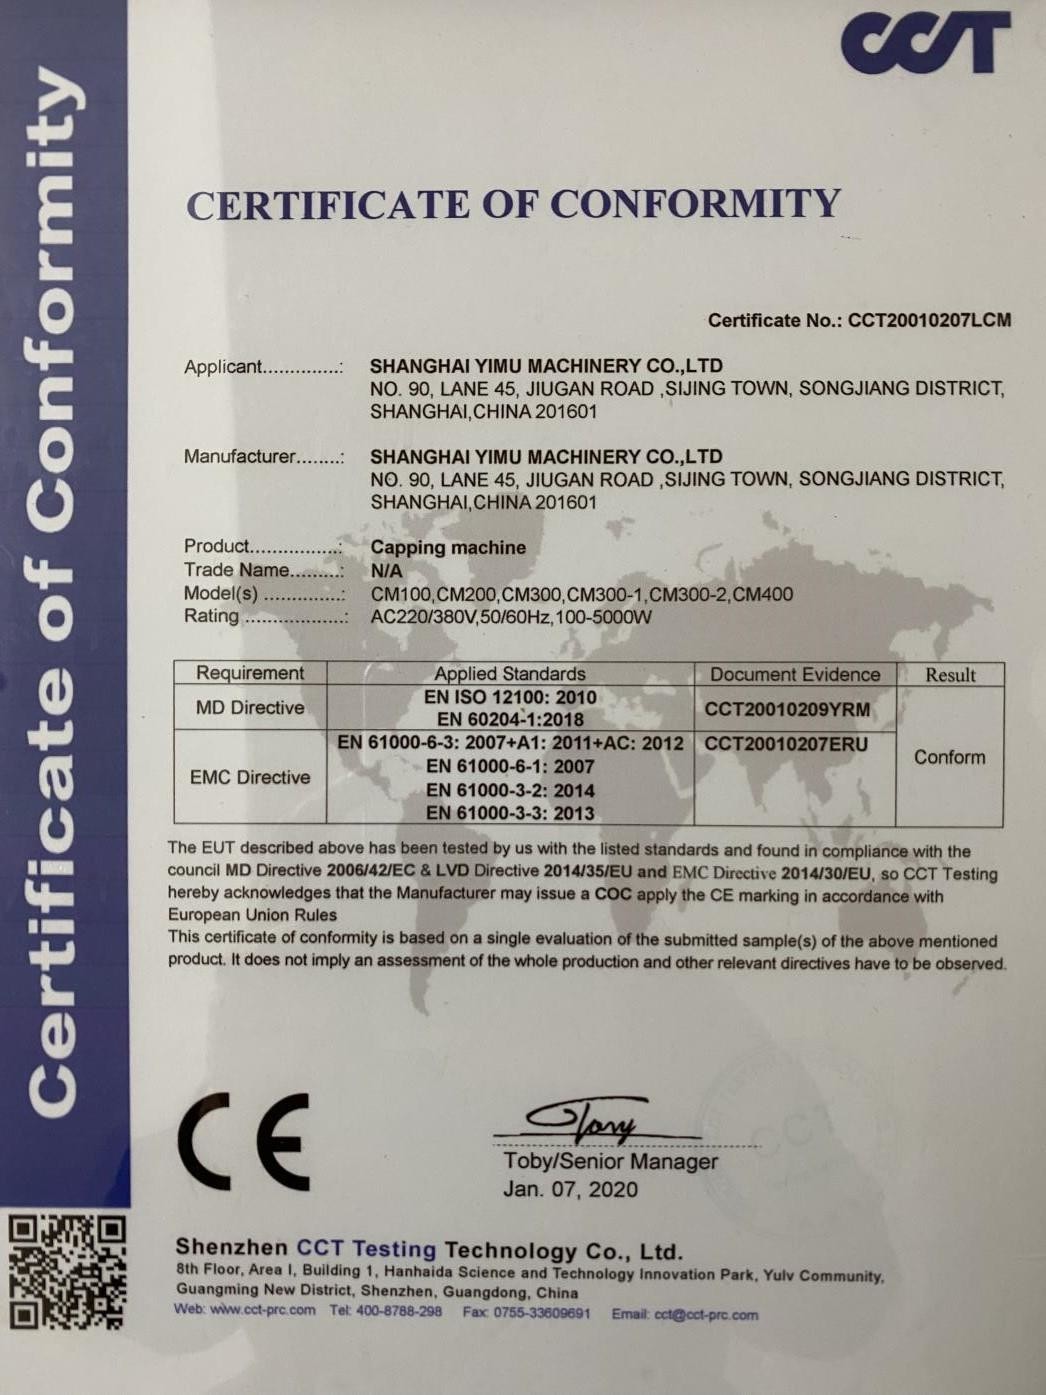 CCT
Certificate of Conformity
CERTIFICATE OF CONFORMITY
Certificate No.: CCT20010207LCM
Applicant..............: SHANGHAI YIMU MACHINERY CO.,LTD
NO. 90, LANE 45, JIUGAN ROAD ,SIJING TOWN, SONGJIANG DISTRICT,
SHANGHAI,CHINA 201601
Manufacturer........: SHANGHAI YIMU MACHINERY CO.,LTD
NO. 90, LANE 45, JIUGAN ROAD ,SIJING TOWN, SONGJIANG DISTRICT,
SHANGHAI,CHINA 201601
Product................: Capping machine
Trade Name.........: N/A
Model(s) ..............: CM100,CM200,CM300,CM300-1,CM300-2,CM400
Rating ..................: AC220/380V,50/60Hz,100-5000W
Requirement Applied Standards Document Evidence Result
MD Directive EN ISO 12100: 2010 CCT20010209YRM
EN 60204-1:2018
EN 61000-6-3: 2007+A1: 2011+AC: 2012 CCT20010207ERU
Conform
EMC Directive EN 61000-6-1: 2007
EN 61000-3-2: 2014
EN 61000-3-3: 2013
The EUT described above has been tested by us with the listed standards and found in compliance with the
council MD Directive 2006/42/EC & LVD Directive 2014/35/EU and EMC Directive 2014/30/EU, so CCT Testing
hereby acknowledges that the Manufacturer may issue a COC apply the CE marking in accordance with
European Union Rules
This certificate of conformity is based on a single evaluation of the submitted sample(s) of the above mentioned
product. It does not imply an assessment of the whole production and other relevant directives have to be observed.
CE
Toby/Senior Manager
Jan. 07, 2020
Shenzhen CCT Testing Technology Co., Ltd.
8th Floor, Area I, Building 1, Hanhaida Science and Technology Innovation Park, Yulv Community,
Guangming New District, Shenzhen, Guangdong, China
Web: www.cct-prc.com Tel: 400-8788-298 Fax: 0755-33609691 Email: cct@cct-prc.com